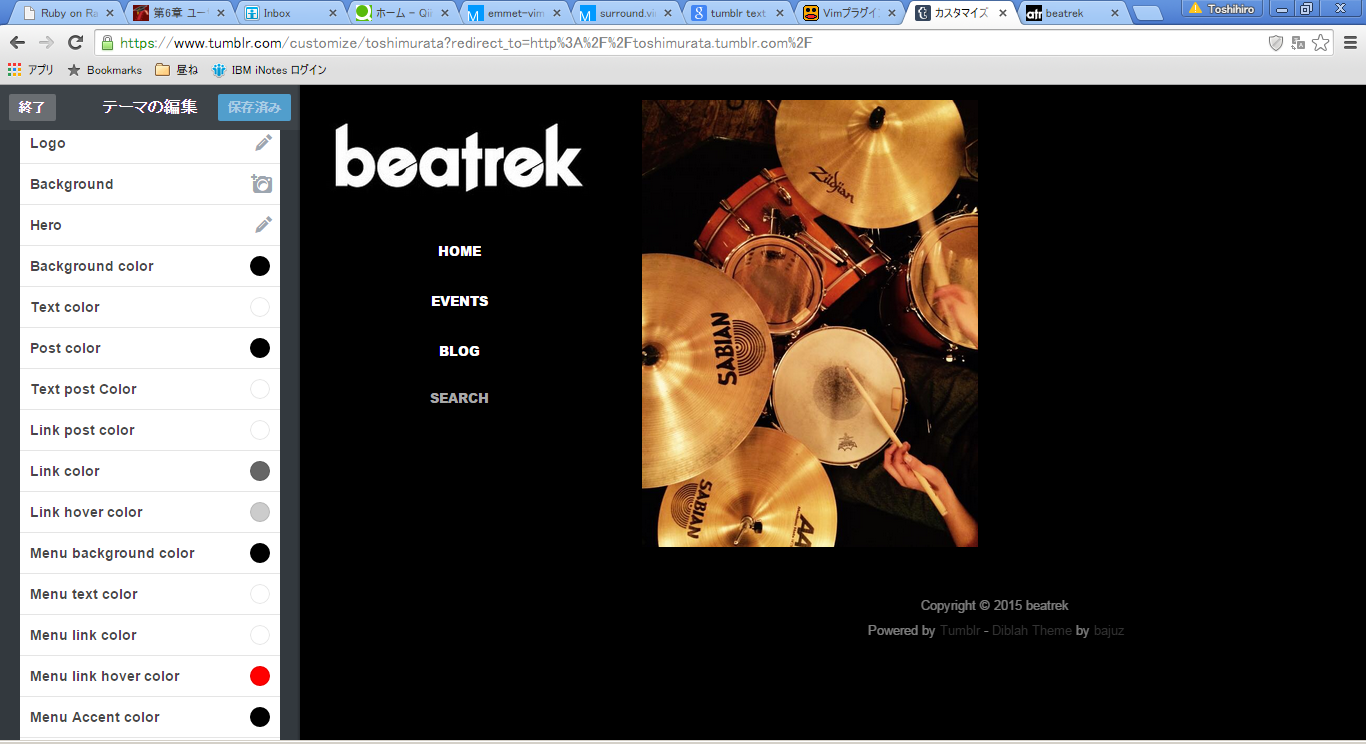 Ruby on Ra
第6章 ユー
Inbox
ホーム - Qi
emmet-vim
surround.vi
tumblr text
Vimプラグイン
カスタマイズ
beatrek
Toshihiro
https://www.tumblr.com/customize/toshimurata?redirect_to=http%3A%2F%2Ftoshimurata.tumblr.com%2F
アプリ
Bookmarks
昼ね
IBM iNotes ログイン
終了
テーマの編集
保存済み
Logo
Background
Hero
Background color
Text color
Post color
Text post Color
Link post color
Link color
Link hover color
Menu background color
Menu text color
Menu link color
Menu link hover color
Menu Accent color
beatrek
HOME
EVENTS
BLOG
SEARCH
Zildjian
SABIAN
SABIAN
AA
Copyright © 2015 beatrek
Powered by Tumblr - Diblah Theme by bajuz